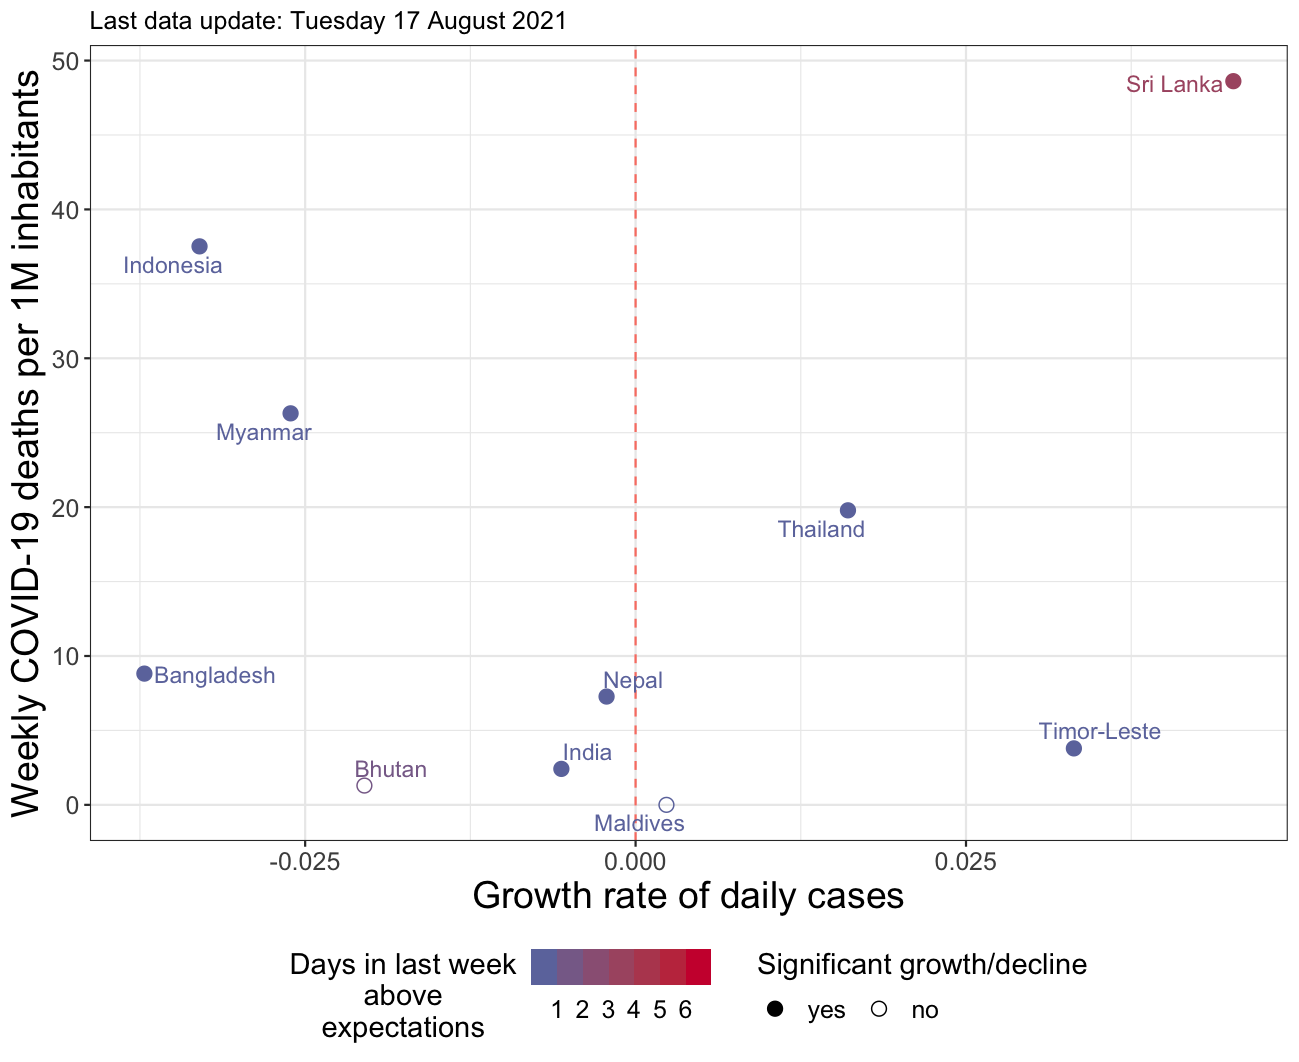 Last data update: Tuesday 17 August 2021
Weekly COVID-19 deaths per 1M inhabitants
50
40
30
20
10
0
Sri Lanka
Indonesia
Myanmar
Thailand
Bangladesh
Nepal
Timor-Leste
India
Bhutan
Maldives
-0.025
0.000
0.025
Growth rate of daily cases
Days in last week
above
expectations
1 2 3 4 5 6
Significant growth/decline
yes no